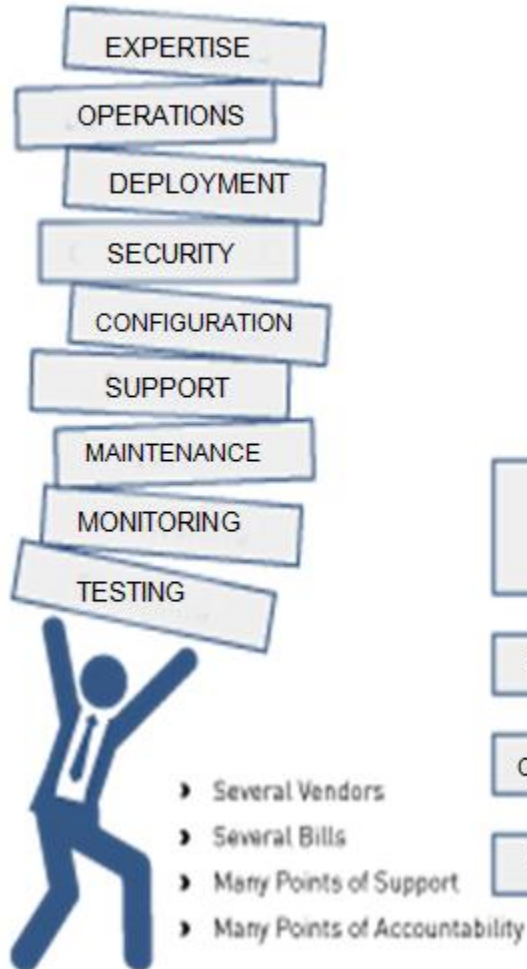 EXPERTISE
OPERATIONS
DEPLOYMENT
SECURITY
CONFIGURATION
SUPPORT
MAINTENANCE
MONITORING
TESTING
Several Vendors
Several Bills
Many Points of Support
Many Points of Accountability